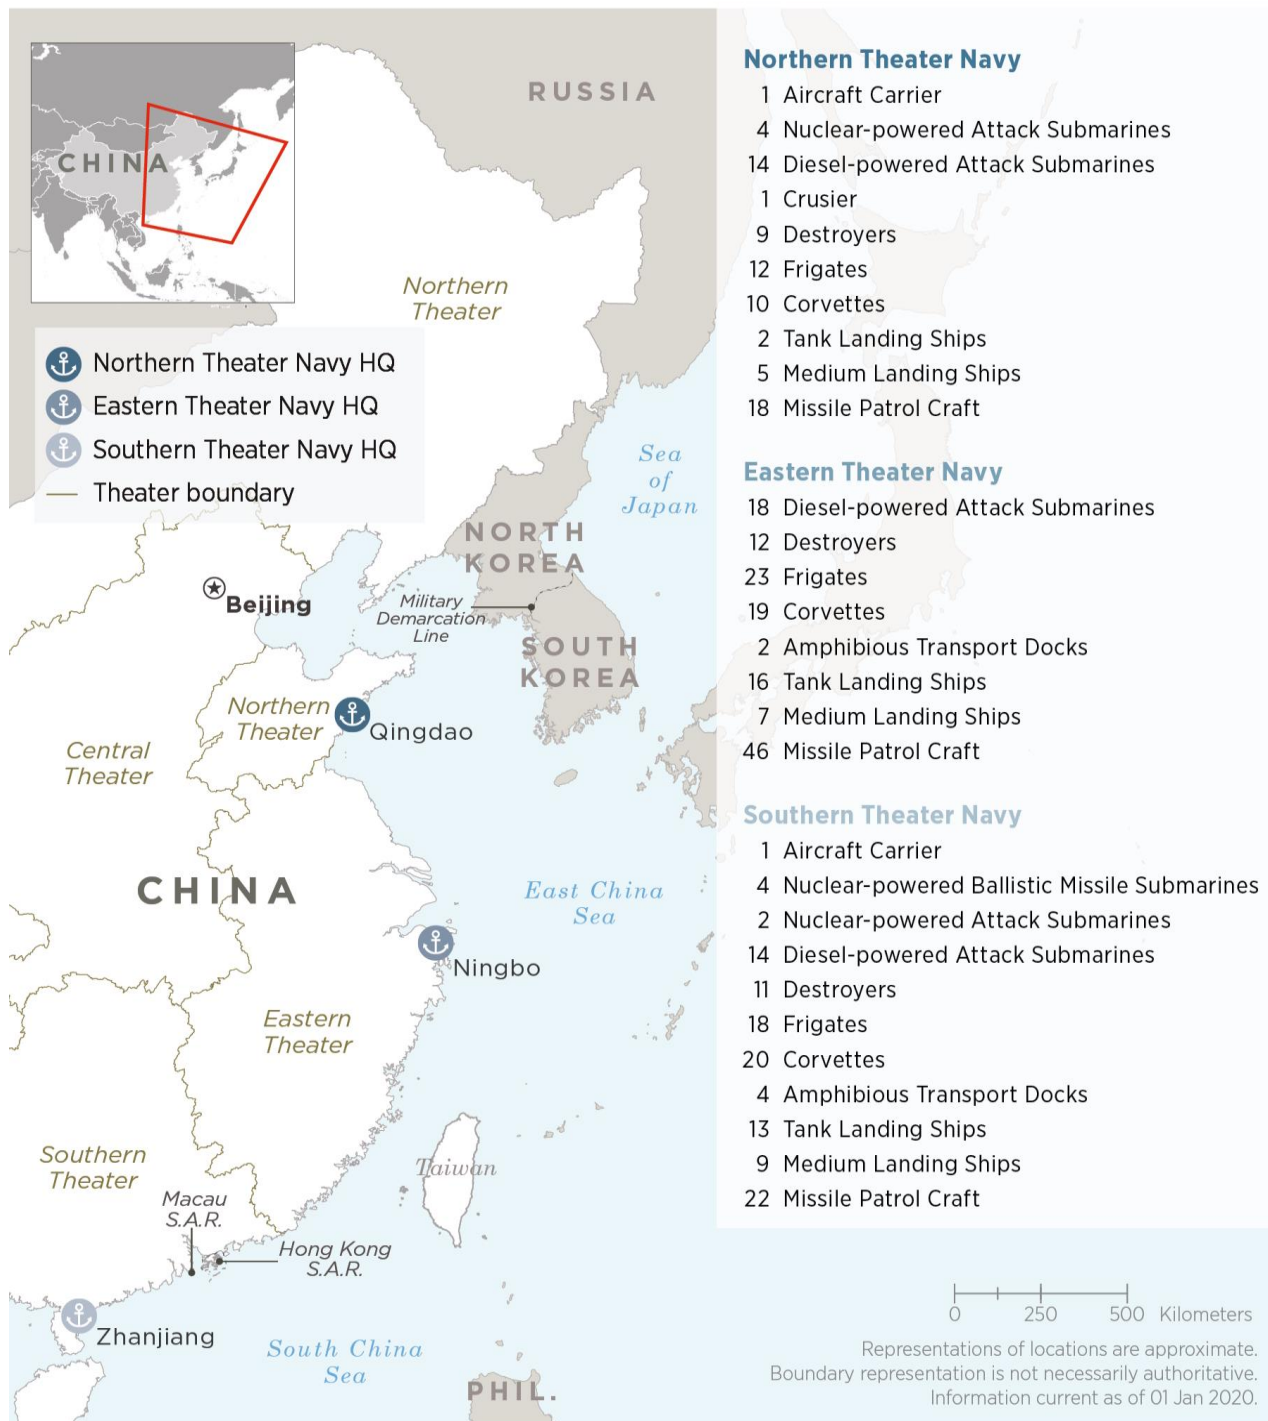 CHINA
RUSSIA
Northern
Theater
Northern Theater Navy HQ
Eastern Theater Navy HQ
Southern Theater Navy HQ
Theater boundary
Sea
of
Japan
NORTH
KOREA
Beijing
Military
Demarcation
Line
SOUTH
KOREA
Northern
Theater
Qingdao
Central
Theater
CHINA
East China
Sea
Ningbo
Eastern
Theater
Southern
Theater
Taiwan
Macau
S.A.R.
Hong Kong
S.A.R.
Zhanjiang
South China
Sea
PHIL.
Northern Theater Navy
1 Aircraft Carrier
4 Nuclear-powered Attack Submarines
14 Diesel-powered Attack Submarines
1 Crusier
9 Destroyers
12 Frigates
10 Corvettes
2 Tank Landing Ships
5 Medium Landing Ships
18 Missile Patrol Craft
Eastern Theater Navy
18 Diesel-powered Attack Submarines
12 Destroyers
23 Frigates
19 Corvettes
2 Amphibious Transport Docks
16 Tank Landing Ships
7 Medium Landing Ships
46 Missile Patrol Craft
Southern Theater Navy
1 Aircraft Carrier
4 Nuclear-powered Ballistic Missile Submarines
2 Nuclear-powered Attack Submarines
14 Diesel-powered Attack Submarines
11 Destroyers
18 Frigates
20 Corvettes
4 Amphibious Transport Docks
13 Tank Landing Ships
9 Medium Landing Ships
22 Missile Patrol Craft
0 250 500 Kilometers
Representations of locations are approximate.
Boundary representation is not necessarily authoritative.
Information current as of 01 Jan 2020.